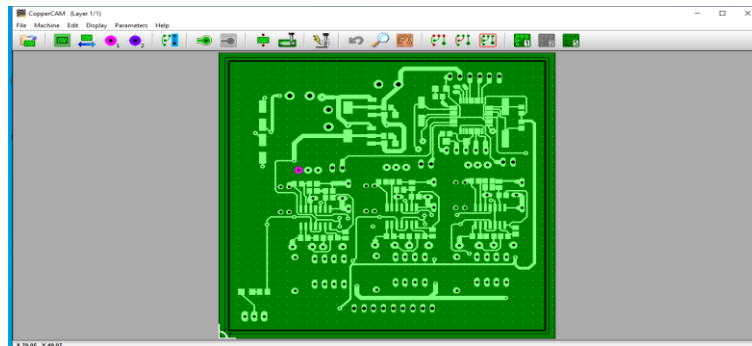 CopperCAM (Layer 1/1)
File Machine Edit Display Parameters Help